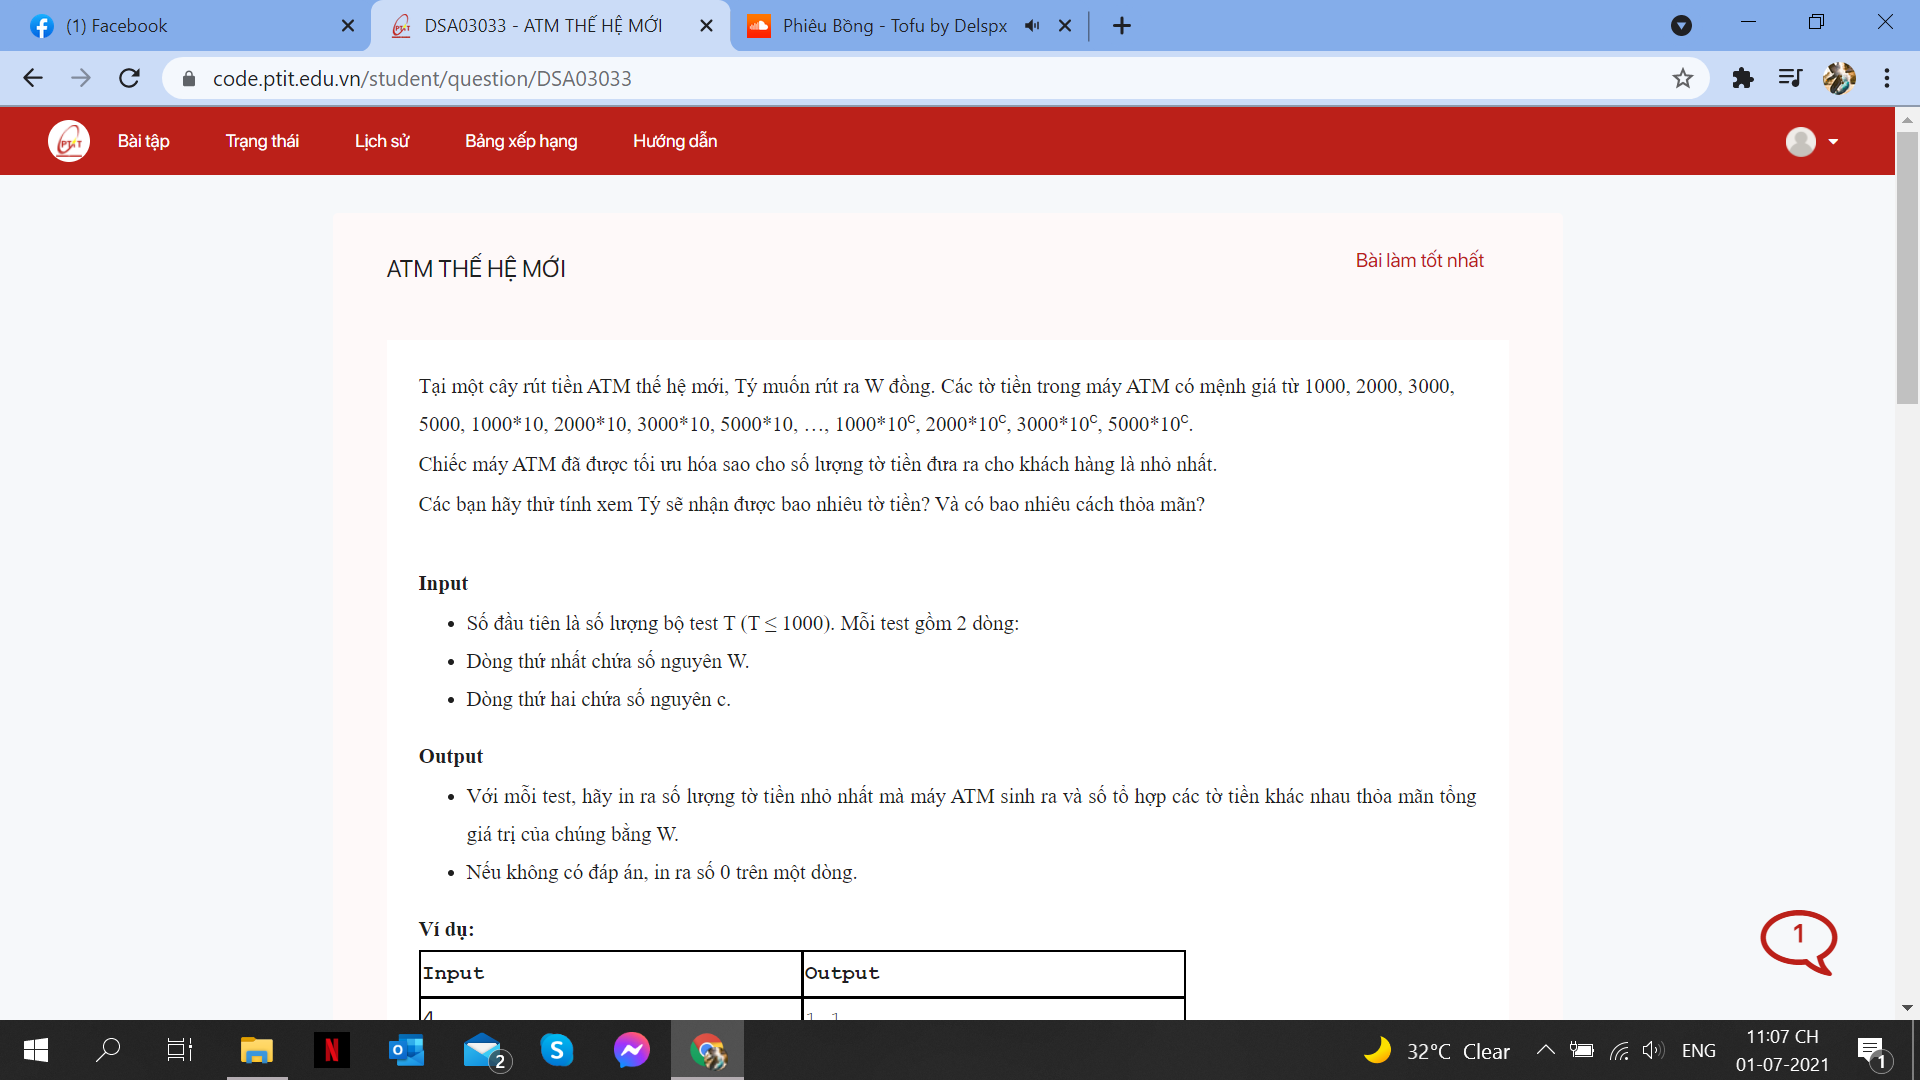 (1) Facebook
DSA03033 - ATM THẾ HỆ MỚI
Phiêu Bồng - Tofu by Delspx
code.ptit.edu.vn/student/question/DSA03033
PTIT
Bài tập
Trạng thái
Lịch sử
Bảng xếp hạng
Hướng dẫn
ATM THẾ HỆ MỚI
Bài làm tốt nhất
Tại một cây rút tiền ATM thế hệ mới, Tý muốn rút ra W đồng. Các tờ tiền trong máy ATM có mệnh giá từ 1000, 2000, 3000,
5000, 1000*10, 2000*10, 3000*10, 5000*10, …, 1000*10ᶜ, 2000*10ᶜ, 3000*10ᶜ, 5000*10ᶜ.
Chiếc máy ATM đã được tối ưu hóa sao cho số lượng tờ tiền đưa ra cho khách hàng là nhỏ nhất.
Các bạn hãy thử tính xem Tý sẽ nhận được bao nhiêu tờ tiền? Và có bao nhiêu cách thỏa mãn?
Input
• Số đầu tiên là số lượng bộ test T (T ≤ 1000). Mỗi test gồm 2 dòng:
• Dòng thứ nhất chứa số nguyên W.
• Dòng thứ hai chứa số nguyên c.
Output
• Với mỗi test, hãy in ra số lượng tờ tiền nhỏ nhất mà máy ATM sinh ra và số tổ hợp các tờ tiền khác nhau thỏa mãn tổng
giá trị của chúng bằng W.
• Nếu không có đáp án, in ra số 0 trên một dòng.
Ví dụ:
Input
Output
4
1 1
1
2
32°C Clear
ENG
11:07 CH
01-07-2021
1